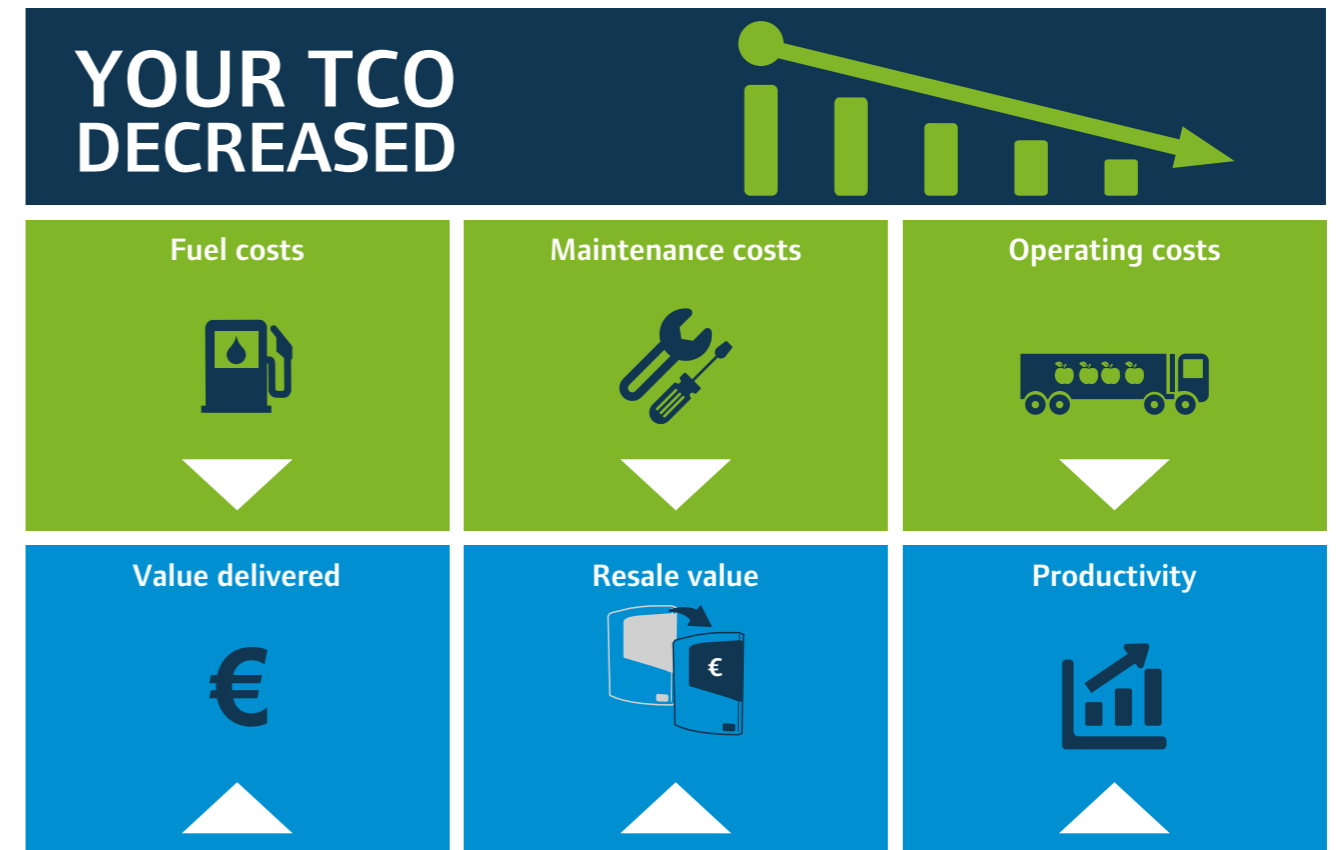 YOUR TCO
DECREASED
Fuel costs
Maintenance costs
Operating costs
Value delivered
Resale value
Productivity
€
€